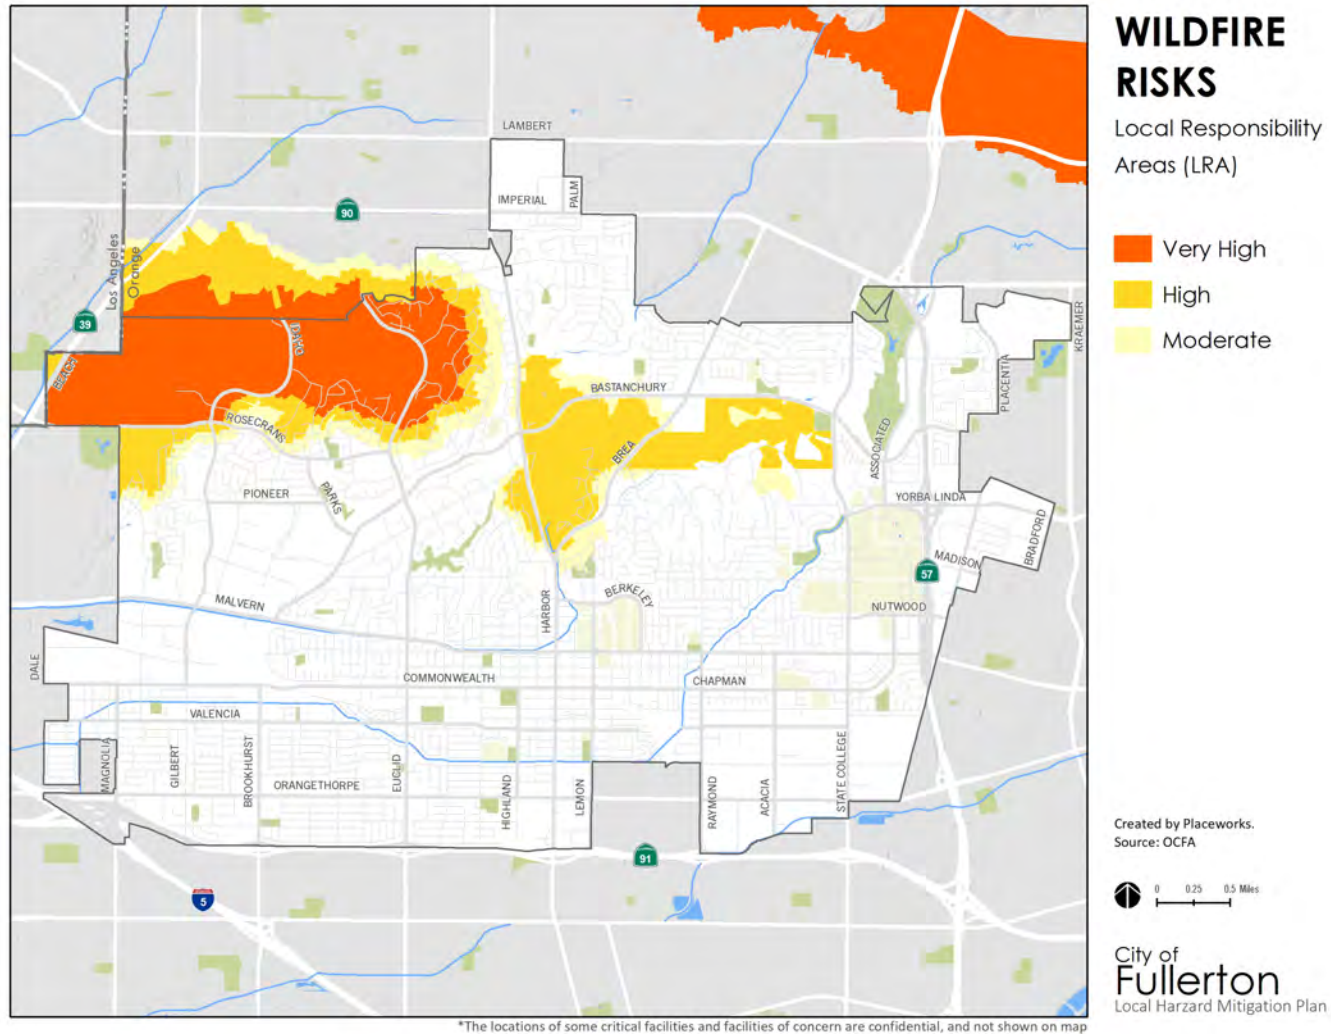 WILDFIRE
RISKS
Local Responsibility
Areas (LRA)
Very High
High
Moderate
LAMBERT
IMPERIAL
PALM
90
Los Angeles
Orange
39
BEACH
KRAEMER
PLACENTIA
BASTANCHURY
ROSECRANS
BREA
ASSOCIATED
PIONEER
PARKS
YORBA LINDA
BRADFORD
MADISON
57
MALVERN
HARBOR
BERKELEY
NUTWOOD
DALE
COMMONWEALTH
CHAPMAN
VALENCIA
MAGNOLIA
GILBERT
BROOKHURST
EUCLID
ORANGETHORPE
HIGHLAND
LEMON
RAYMOND
ACACIA
STATE COLLEGE
91
5
Created by Placeworks.
Source: OCFA
0 0.25 0.5 Miles
City of
Fullerton
Local Harzard Mitigation Plan
*The locations of some critical facilities and facilities of concern are confidential, and not shown on map